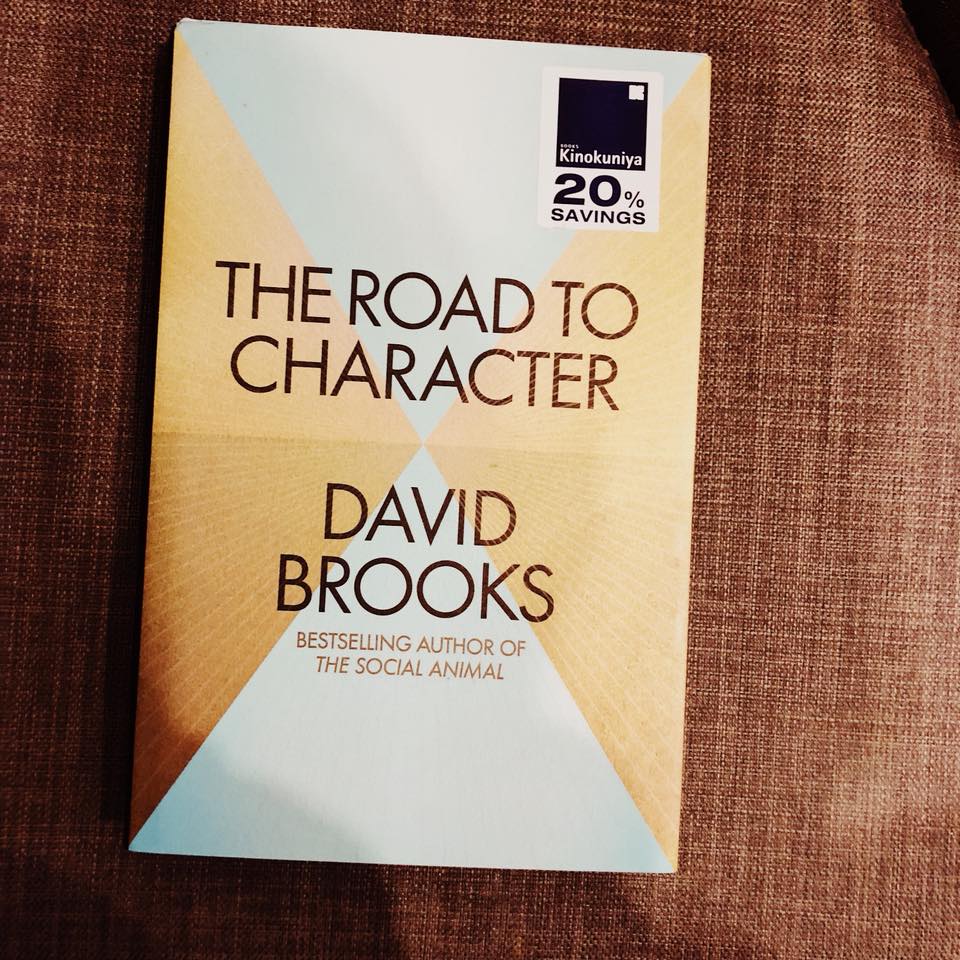 BOOKS
Kinokuniya
20%
SAVINGS
THE ROAD TO
CHARACTER
DAVID
BROOKS
BESTSELLING AUTHOR OF
THE SOCIAL ANIMAL